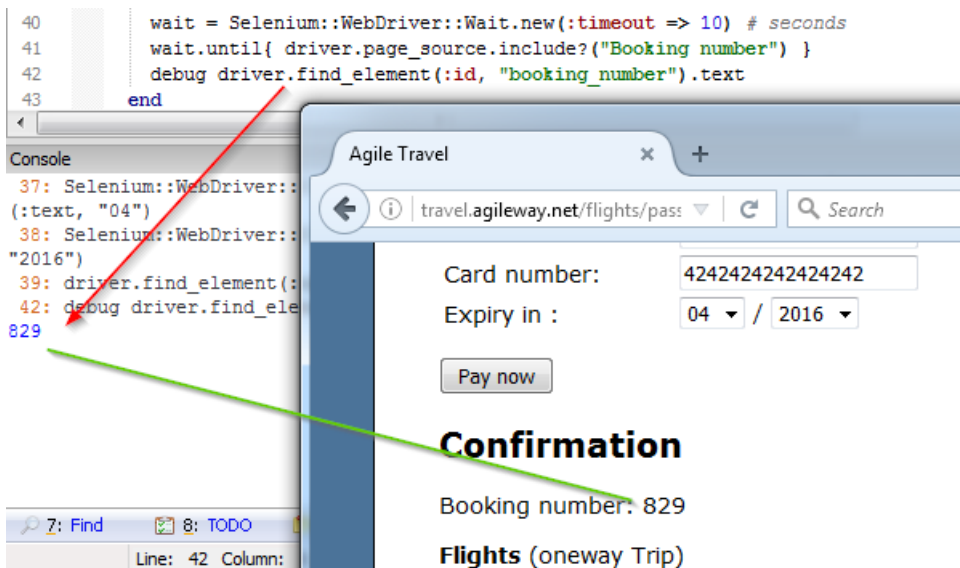 40 wait = Selenium::WebDriver::Wait.new(:timeout => 10) # seconds
41 wait.until{ driver.page_source.include?("Booking number") }
42 debug driver.find_element(:id, "booking_number").text
43 end
Console
37: Selenium::WebDriver::
(:text, "04")
38: Selenium::WebDriver::
"2016")
39: driver.find_element(:
42: debug driver.find_ele
829
7: Find 8: TODO
Line: 42 Column:
Agile Travel
travel.agileway.net/flights/pass
Search
Card number: 4242424242424242
Expiry in : 04 / 2016
Pay now
Confirmation
Booking number: 829
Flights (oneway Trip)